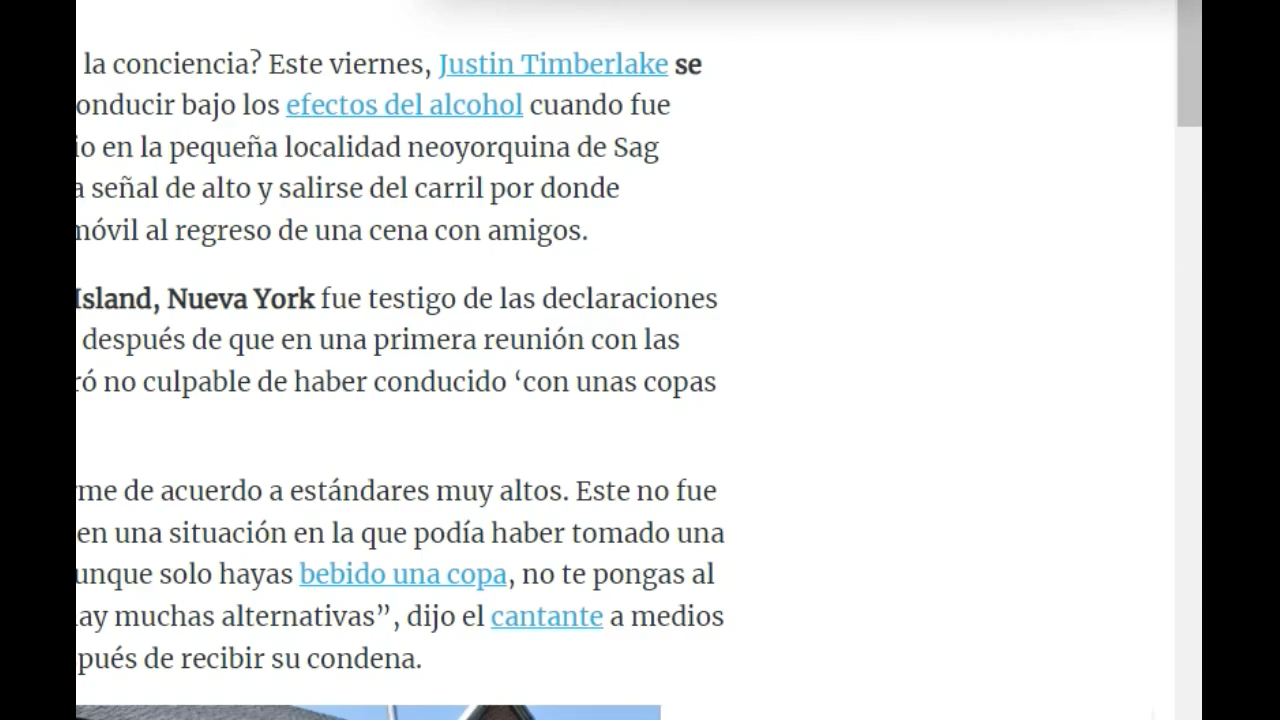 la conciencia? Este viernes, Justin Timberlake se
onducir bajo los efectos del alcohol cuando fue
io en la pequeña localidad neoyorquina de Sag
a señal de alto y salirse del carril por donde
móvil al regreso de una cena con amigos.
Island, Nueva York fue testigo de las declaraciones
después de que en una primera reunión con las
ró no culpable de haber conducido ‘con unas copas
rme de acuerdo a estándares muy altos. Este no fue
en una situación en la que podía haber tomado una
unque solo hayas bebido una copa, no te pongas al
ay muchas alternativas”, dijo el cantante a medios
pués de recibir su condena.